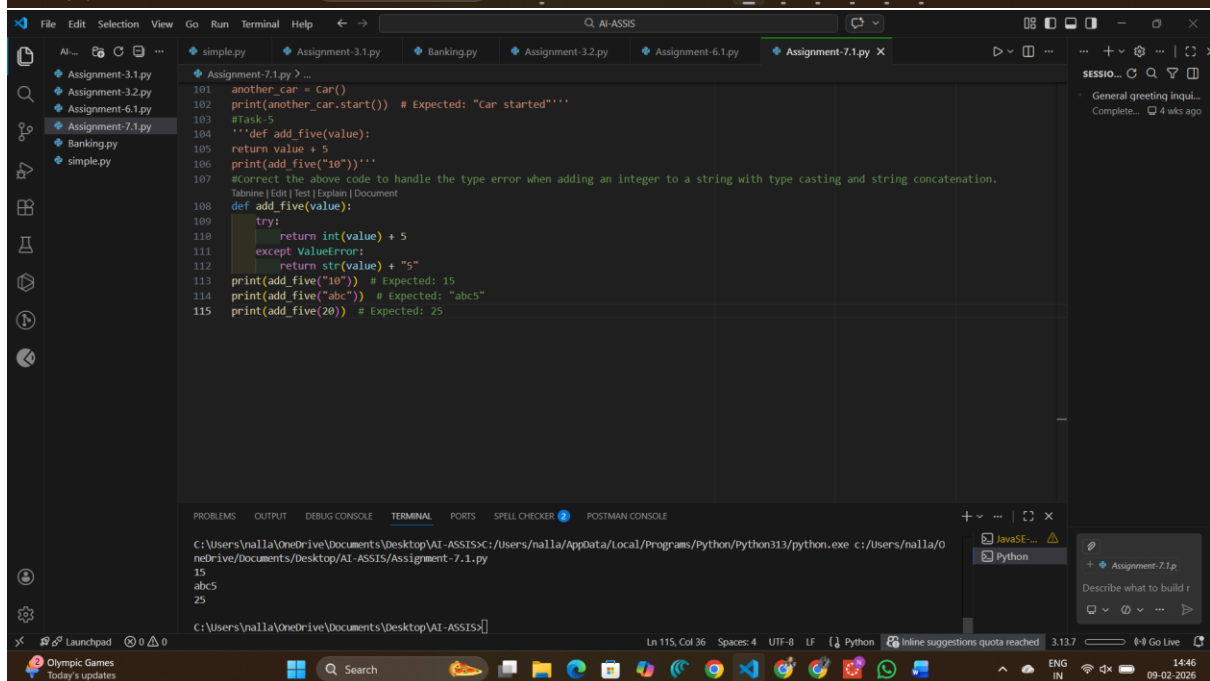 File Edit Selection View Go Run Terminal Help
AI-ASSIS
AI-...
simple.py Assignment-3.1.py Banking.py Assignment-3.2.py Assignment-6.1.py Assignment-7.1.py
Assignment-3.1.py
Assignment-3.2.py
Assignment-6.1.py
Assignment-7.1.py
Banking.py
simple.py
Assignment-7.1.py > ...
101 another_car = Car()
102 print(another_car.start()) # Expected: "Car started"'''
103 #Task-5
104 '''def add_five(value):
105 return value + 5
106 print(add_five("10"))'''
107 #Correct the above code to handle the type error when adding an integer to a string with type casting and string concatenation.
Tabnine | Edit | Test | Explain | Document
108 def add_five(value):
109 try:
110 return int(value) + 5
111 except ValueError:
112 return str(value) + "5"
113 print(add_five("10")) # Expected: 15
114 print(add_five("abc")) # Expected: "abc5"
115 print(add_five(20)) # Expected: 25
SESSIO...
General greeting inqui...
Complete... 4 wks ago
PROBLEMS OUTPUT DEBUG CONSOLE TERMINAL PORTS SPELL CHECKER 2 POSTMAN CONSOLE
C:\Users\nalla\OneDrive\Documents\Desktop\AI-ASSIS>C:/Users/nalla/AppData/Local/Programs/Python/Python313/python.exe c:/Users/nalla/O
neDrive/Documents/Desktop/AI-ASSIS/Assignment-7.1.py
15
abc5
25
C:\Users\nalla\OneDrive\Documents\Desktop\AI-ASSIS>
JavaSE-...
Python
Assignment-7.1.p
Describe what to build r
Launchpad 0 0 Ln 115, Col 36 Spaces: 4 UTF-8 LF Python Inline suggestions quota reached 3.13.7 Go Live
2
Olympic Games
Today's updates
Search
ENG
IN
14:46
09-02-2026